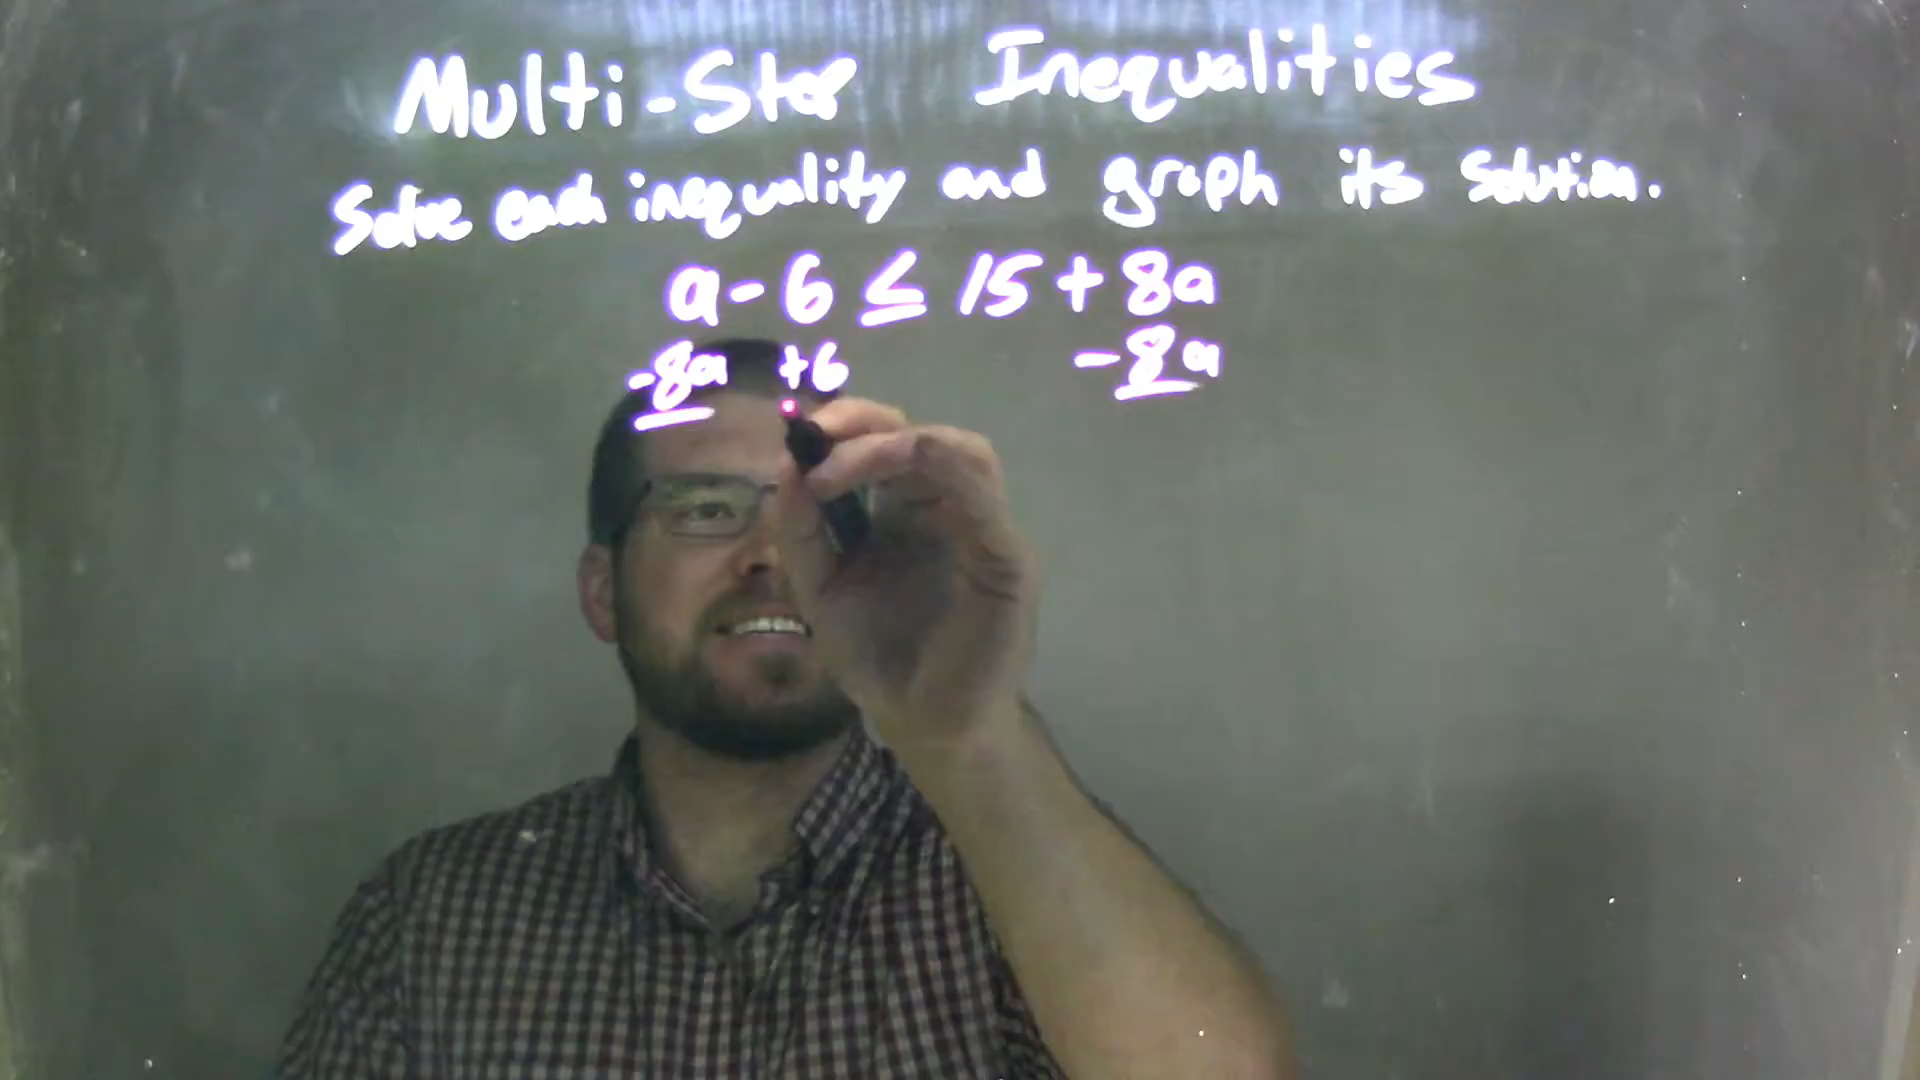 Multi-Step Inequalities
Solve each inequality and graph its solution.
a - 6 ≤ 15 + 8a
-8a +6 -8a